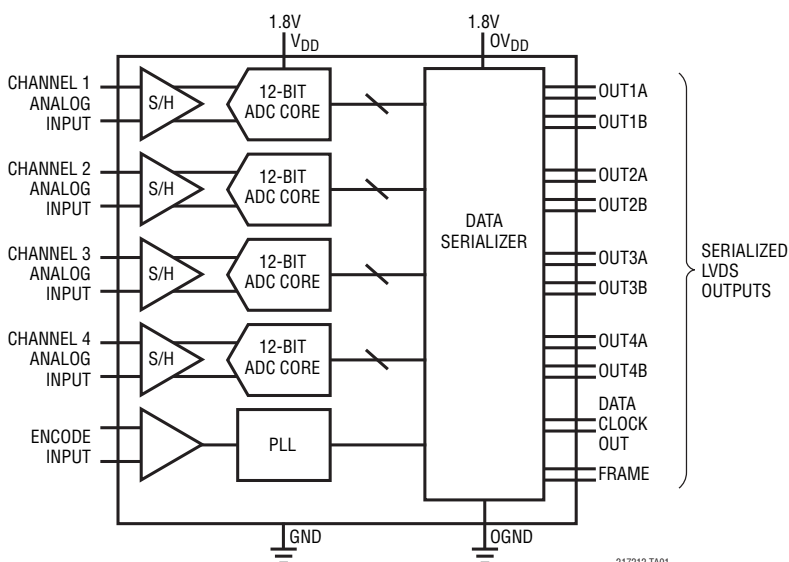 1.8V
VDD
1.8V
OVDD
CHANNEL 1
ANALOG
INPUT
S/H
12-BIT
ADC CORE
OUT1A
OUT1B
CHANNEL 2
ANALOG
INPUT
S/H
12-BIT
ADC CORE
OUT2A
OUT2B
DATA
SERIALIZER
CHANNEL 3
ANALOG
INPUT
S/H
12-BIT
ADC CORE
OUT3A
OUT3B
SERIALIZED
LVDS
OUTPUTS
CHANNEL 4
ANALOG
INPUT
S/H
12-BIT
ADC CORE
OUT4A
OUT4B
ENCODE
INPUT
PLL
DATA
CLOCK
OUT
FRAME
GND
OGND